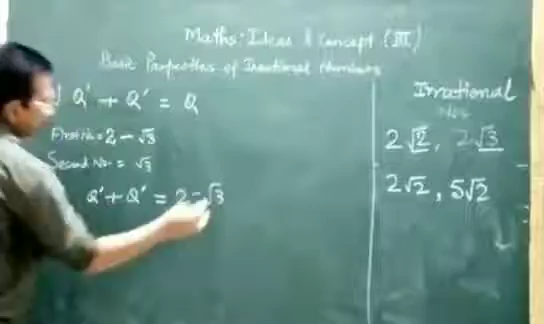 Maths: Ideas & Concept (III)
Basic Properties of Irrational Numbers
Q' + Q' = Q
First No = 2 - √3
Second No = √3
Q' + Q' = 2 - √3
Irrational
Nos
2√2, 2√3
2√2, 5√2